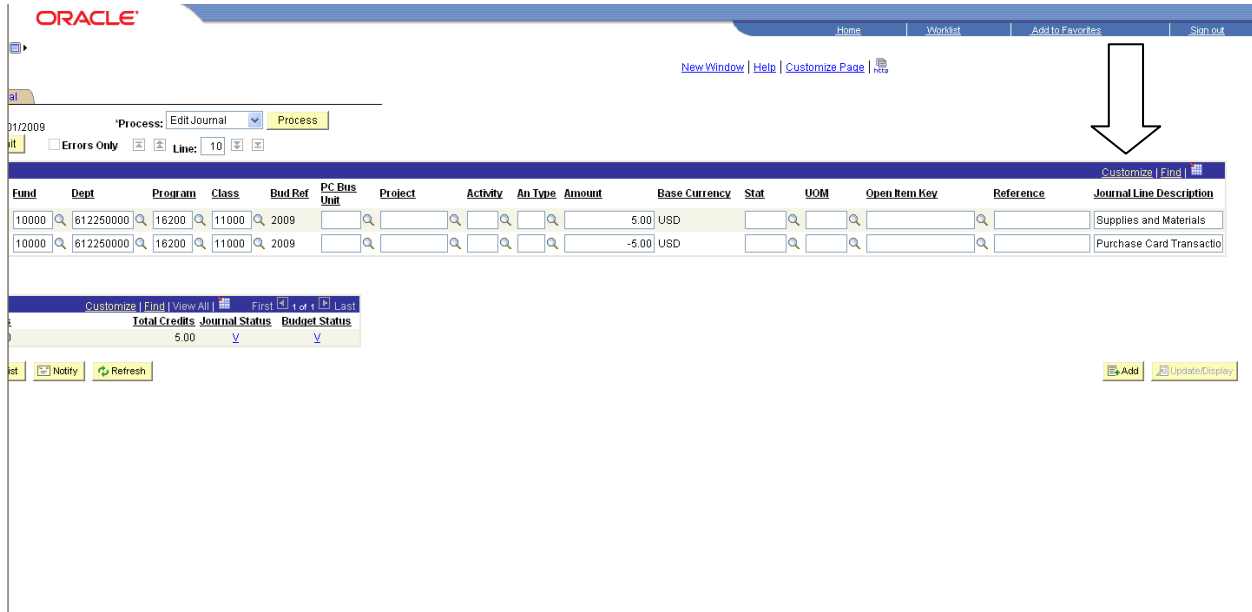 ORACLE
Home Worklist Add to Favorites Sign out
New Window | Help | Customize Page | http
al
01/2009 *Process: Edit Journal Process
Errors Only Line: 10
Customize | Find |
Fund Dept Program Class Bud Ref PC Bus Unit Project Activity An Type Amount Base Currency Stat UOM Open Item Key Reference Journal Line Description
10000 612250000 16200 11000 2009 5.00 USD Supplies and Materials
10000 612250000 16200 11000 2009 -5.00 USD Purchase Card Transactio
Customize | Find | View All | First 1 of 1 Last
Total Credits Journal Status Budget Status
5.00 V V
ist Notify Refresh Add Update/Display